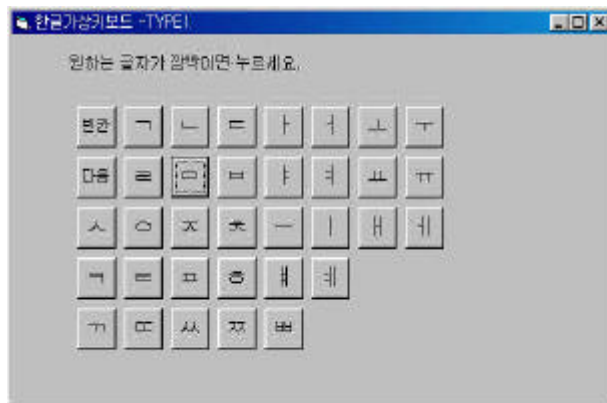 한글가상키보드 -TYPE1
원하는 글자가 깜박이면 누르세요.
빈칸 ㄱ ㄴ ㄷ ㅏ ㅓ ㅗ ㅜ
다음 ㄹ ㅁ ㅂ ㅑ ㅕ ㅛ ㅠ
ㅅ ㅇ ㅈ ㅊ ㅡ ㅣ ㅐ ㅔ
ㅋ ㅌ ㅍ ㅎ ㅒ ㅖ
ㄲ ㄸ ㅆ ㅉ ㅃ